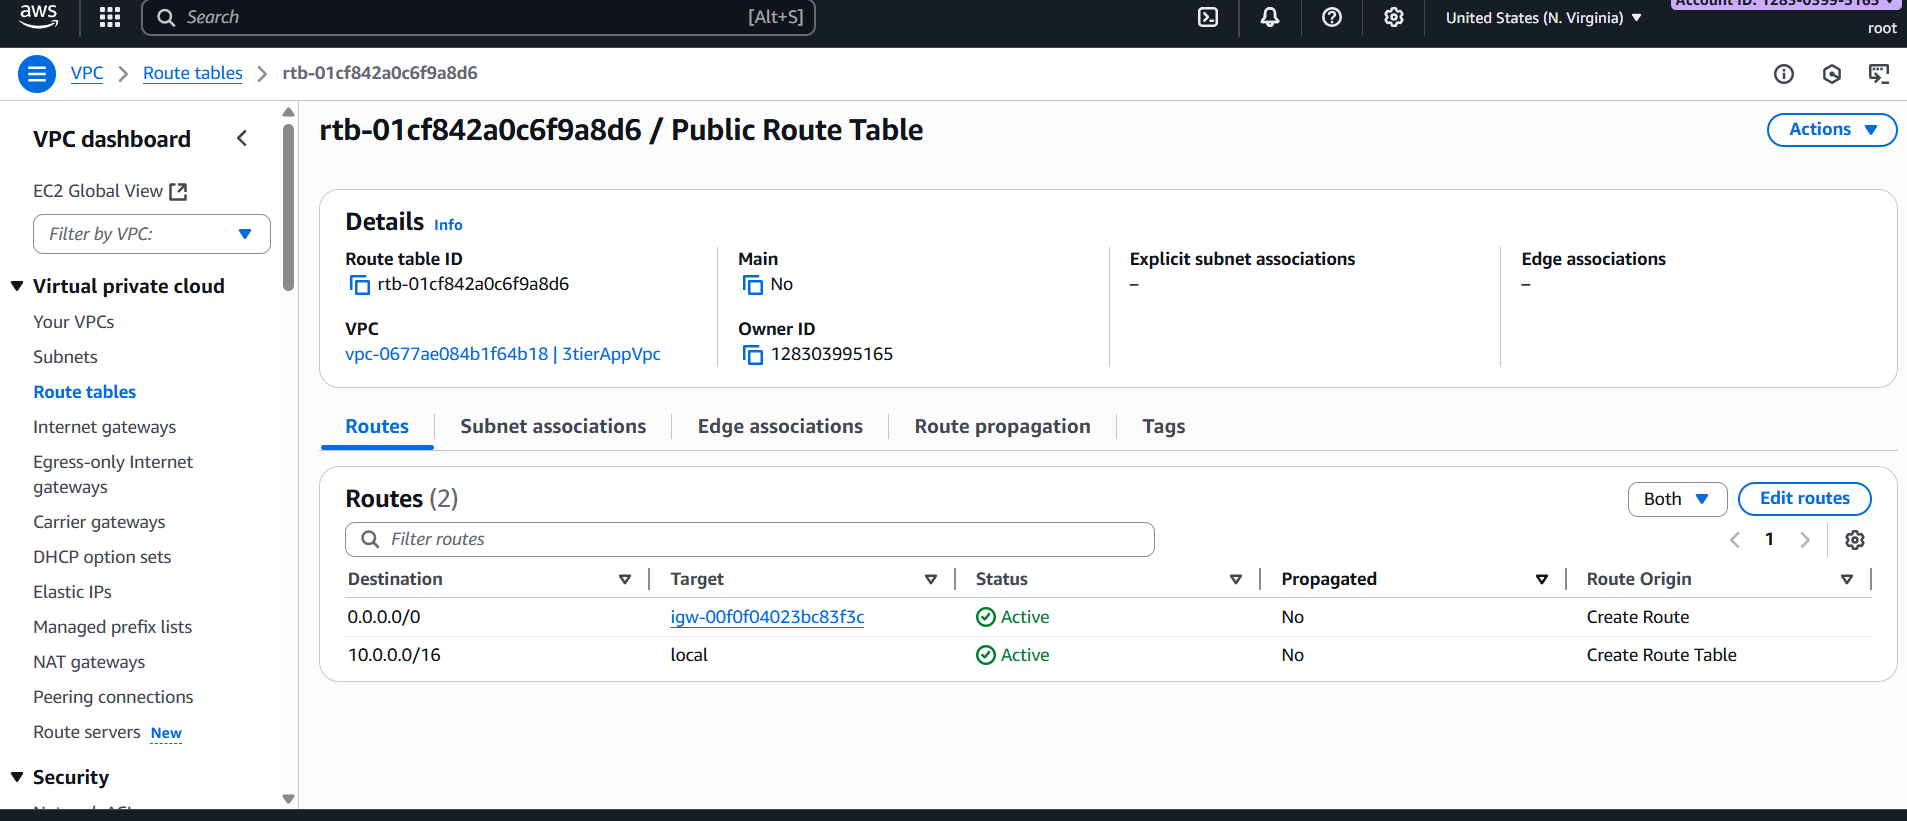 aws
Search [Alt+S]
United States (N. Virginia)
Account ID: 1283-0399-5165
root
VPC > Route tables > rtb-01cf842a0c6f9a8d6
VPC dashboard
EC2 Global View
Filter by VPC:
Virtual private cloud
Your VPCs
Subnets
Route tables
Internet gateways
Egress-only Internet
gateways
Carrier gateways
DHCP option sets
Elastic IPs
Managed prefix lists
NAT gateways
Peering connections
Route servers New
Security
rtb-01cf842a0c6f9a8d6 / Public Route Table
Actions
Details Info
Route table ID
rtb-01cf842a0c6f9a8d6
Main
No
Explicit subnet associations
–
Edge associations
–
VPC
vpc-0677ae084b1f64b18 | 3tierAppVpc
Owner ID
128303995165
Routes Subnet associations Edge associations Route propagation Tags
Routes (2)
Both Edit routes
Filter routes
1
Destination Target Status Propagated Route Origin
0.0.0.0/0 igw-00f0f04023bc83f3c Active No Create Route
10.0.0.0/16 local Active No Create Route Table